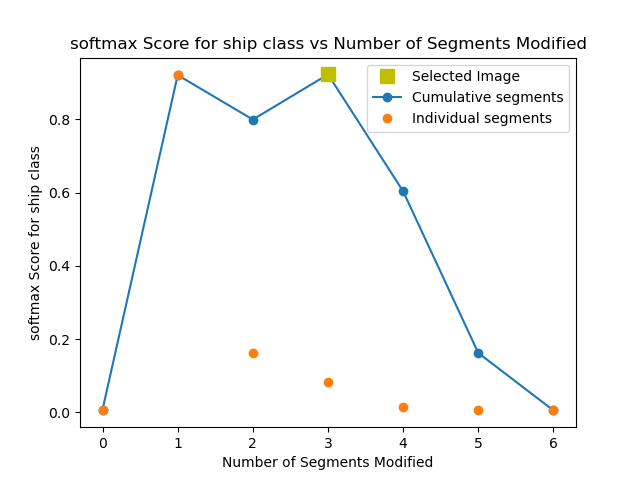 softmax Score for ship class vs Number of Segments Modified
Selected Image
Cumulative segments
Individual segments
softmax Score for ship class
0.8
0.6
0.4
0.2
0.0
0 1 2 3 4 5 6
Number of Segments Modified